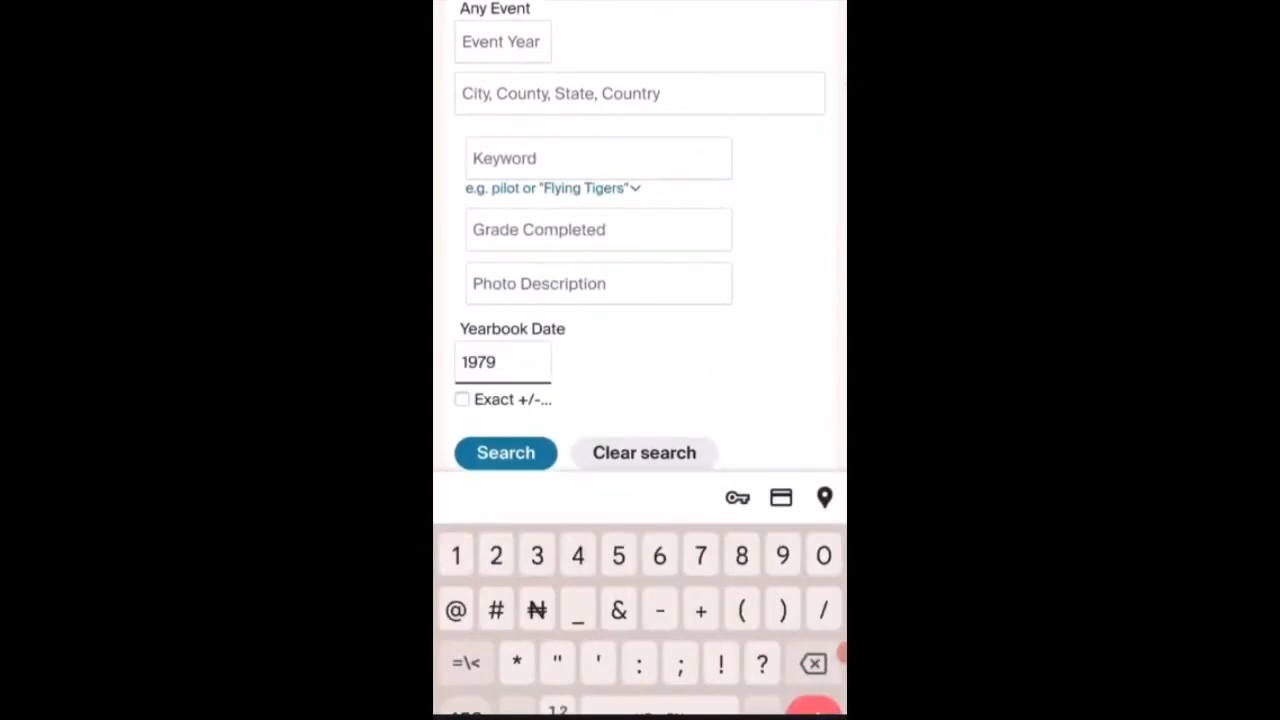 Any Event
Event Year
City, County, State, Country
Keyword
e.g. pilot or "Flying Tigers"
Grade Completed
Photo Description
Yearbook Date
1979
Exact +/-...
Search Clear search
1 2 3 4 5 6 7 8 9 0
@ # ₦ _ & - + ( ) /
=\< * " ' : ; ! ?